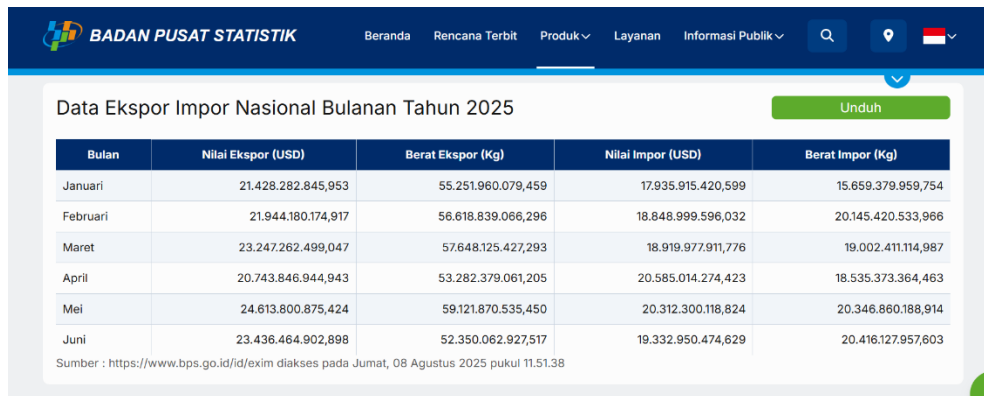 BADAN PUSAT STATISTIK Beranda Rencana Terbit Produk Layanan Informasi Publik
Data Ekspor Impor Nasional Bulanan Tahun 2025 Unduh
Bulan Nilai Ekspor (USD) Berat Ekspor (Kg) Nilai Impor (USD) Berat Impor (Kg)
Januari 21.428.282.845,953 55.251.960.079,459 17.935.915.420,599 15.659.379.959,754
Februari 21.944.180.174,917 56.618.839.066,296 18.848.999.596,032 20.145.420.533,966
Maret 23.247.262.499,047 57.648.125.427,293 18.919.977.911,776 19.002.411.114,987
April 20.743.846.944,943 53.282.379.061,205 20.585.014.274,423 18.535.373.364,463
Mei 24.613.800.875,424 59.121.870.535,450 20.312.300.118,824 20.346.860.188,914
Juni 23.436.464.902,898 52.350.062.927,517 19.332.950.474,629 20.416.127.957,603
Sumber : https://www.bps.go.id/id/exim diakses pada Jumat, 08 Agustus 2025 pukul 11.51.38